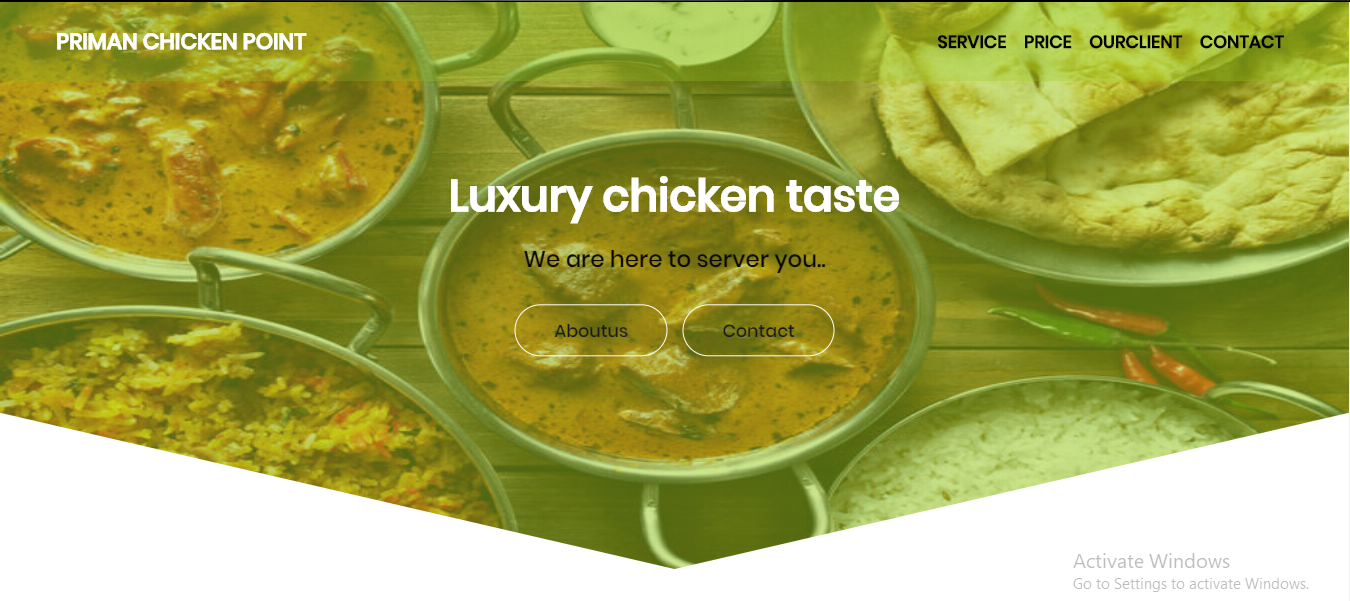 PRIMAN CHICKEN POINT SERVICE PRICE OURCLIENT CONTACT
Luxury chicken taste
We are here to server you..
Aboutus Contact
Activate Windows
Go to Settings to activate Windows.